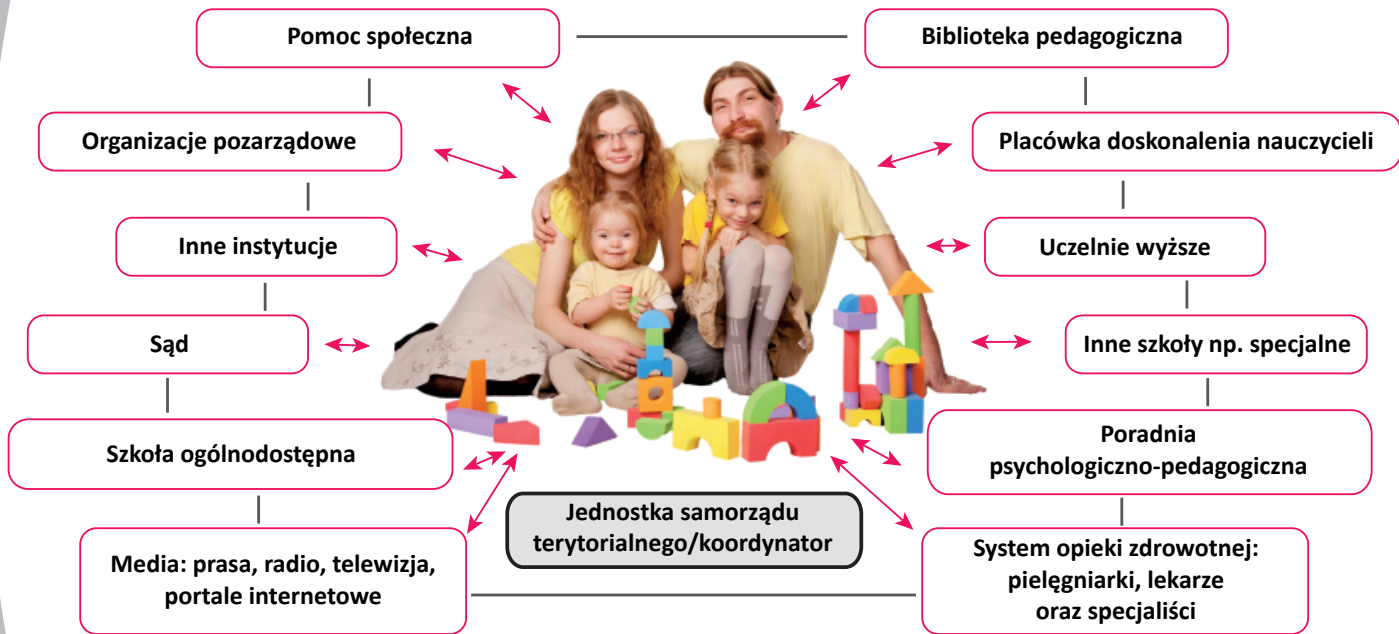 Pomoc społeczna
Biblioteka pedagogiczna
Organizacje pozarządowe
Placówka doskonalenia nauczycieli
Inne instytucje
Uczelnie wyższe
Sąd
Inne szkoły np. specjalne
Szkoła ogólnodostępna
Poradnia
psychologiczno-pedagogiczna
Jednostka samorządu
terytorialnego/koordynator
Media: prasa, radio, telewizja,
portale internetowe
System opieki zdrowotnej:
pielęgniarki, lekarze
oraz specjaliści